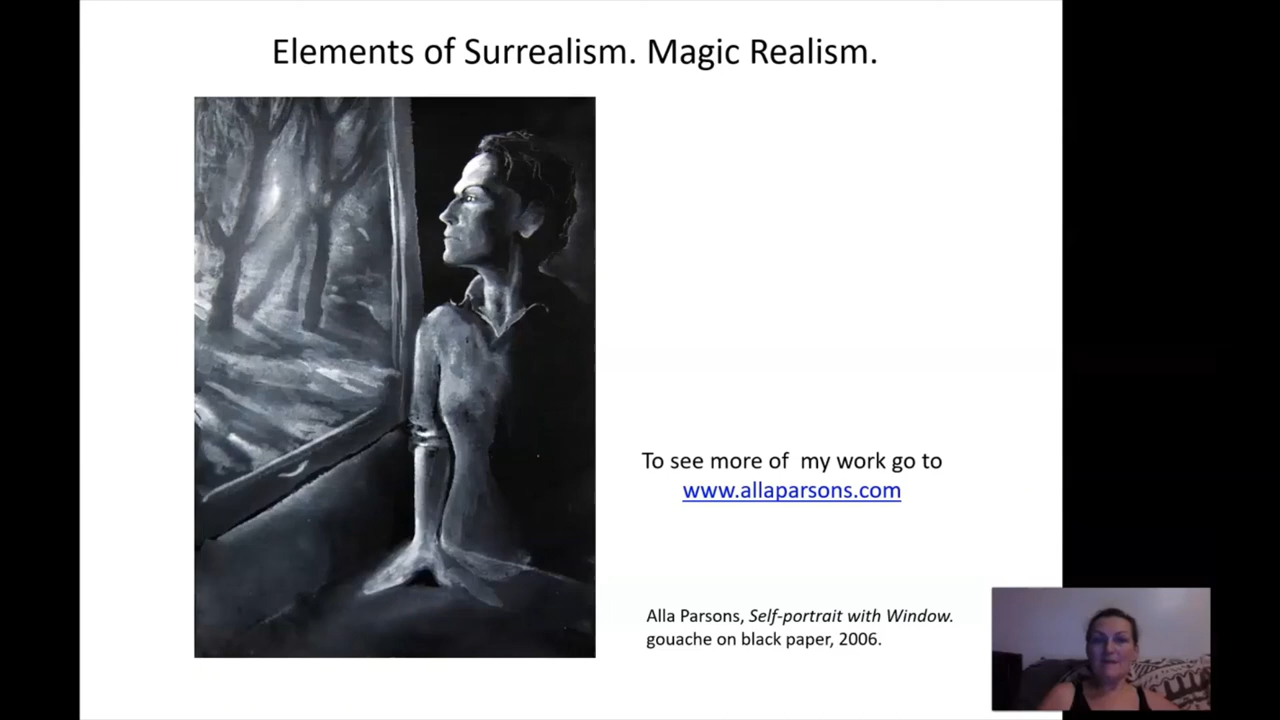 Elements of Surrealism. Magic Realism.
To see more of  my work go to
www.allaparsons.com
Alla Parsons, Self-portrait with Window.
gouache on black paper, 2006.